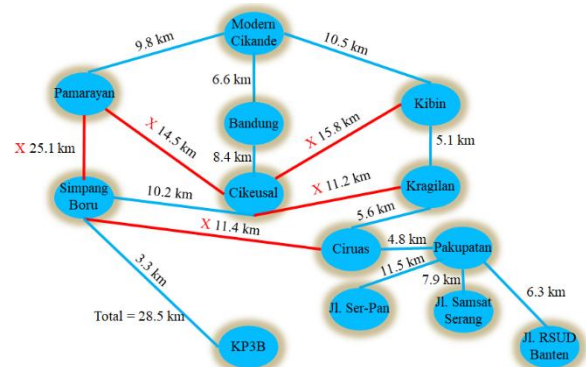 Modern
Cikande
9.8 km
10.5 km
6.6 km
Pamarayan
Kibin
Bandung
X 14.5 km
X 15.8 km
X 25.1 km
8.4 km
5.1 km
Simpang
Boru
10.2 km
Cikeusal
X 11.2 km
Kragilan
X 11.4 km
5.6 km
Ciruas
4.8 km
Pakupatan
3.3 km
11.5 km
7.9 km
6.3 km
Total = 28.5 km
KP3B
Jl. Ser-Pan
Jl. Samsat
Serang
Jl. RSUD
Banten